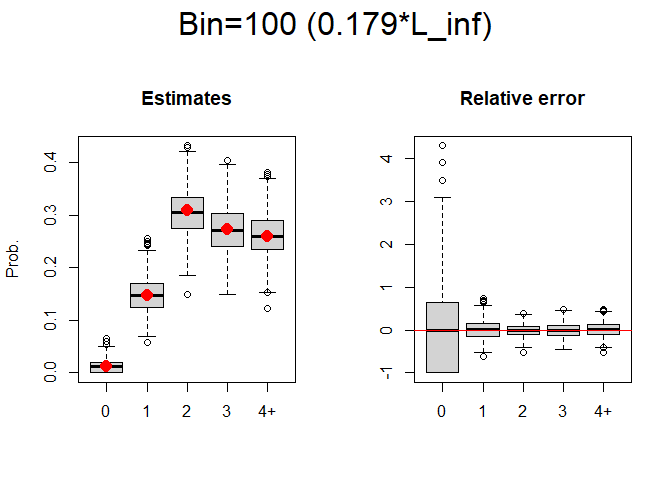 Bin=100 (0.179*L_inf)
Estimates
Prob.
0.4
0.3
0.2
0.1
0.0
0 1 2 3 4+
Relative error
4
3
2
1
0
-1
0 1 2 3 4+